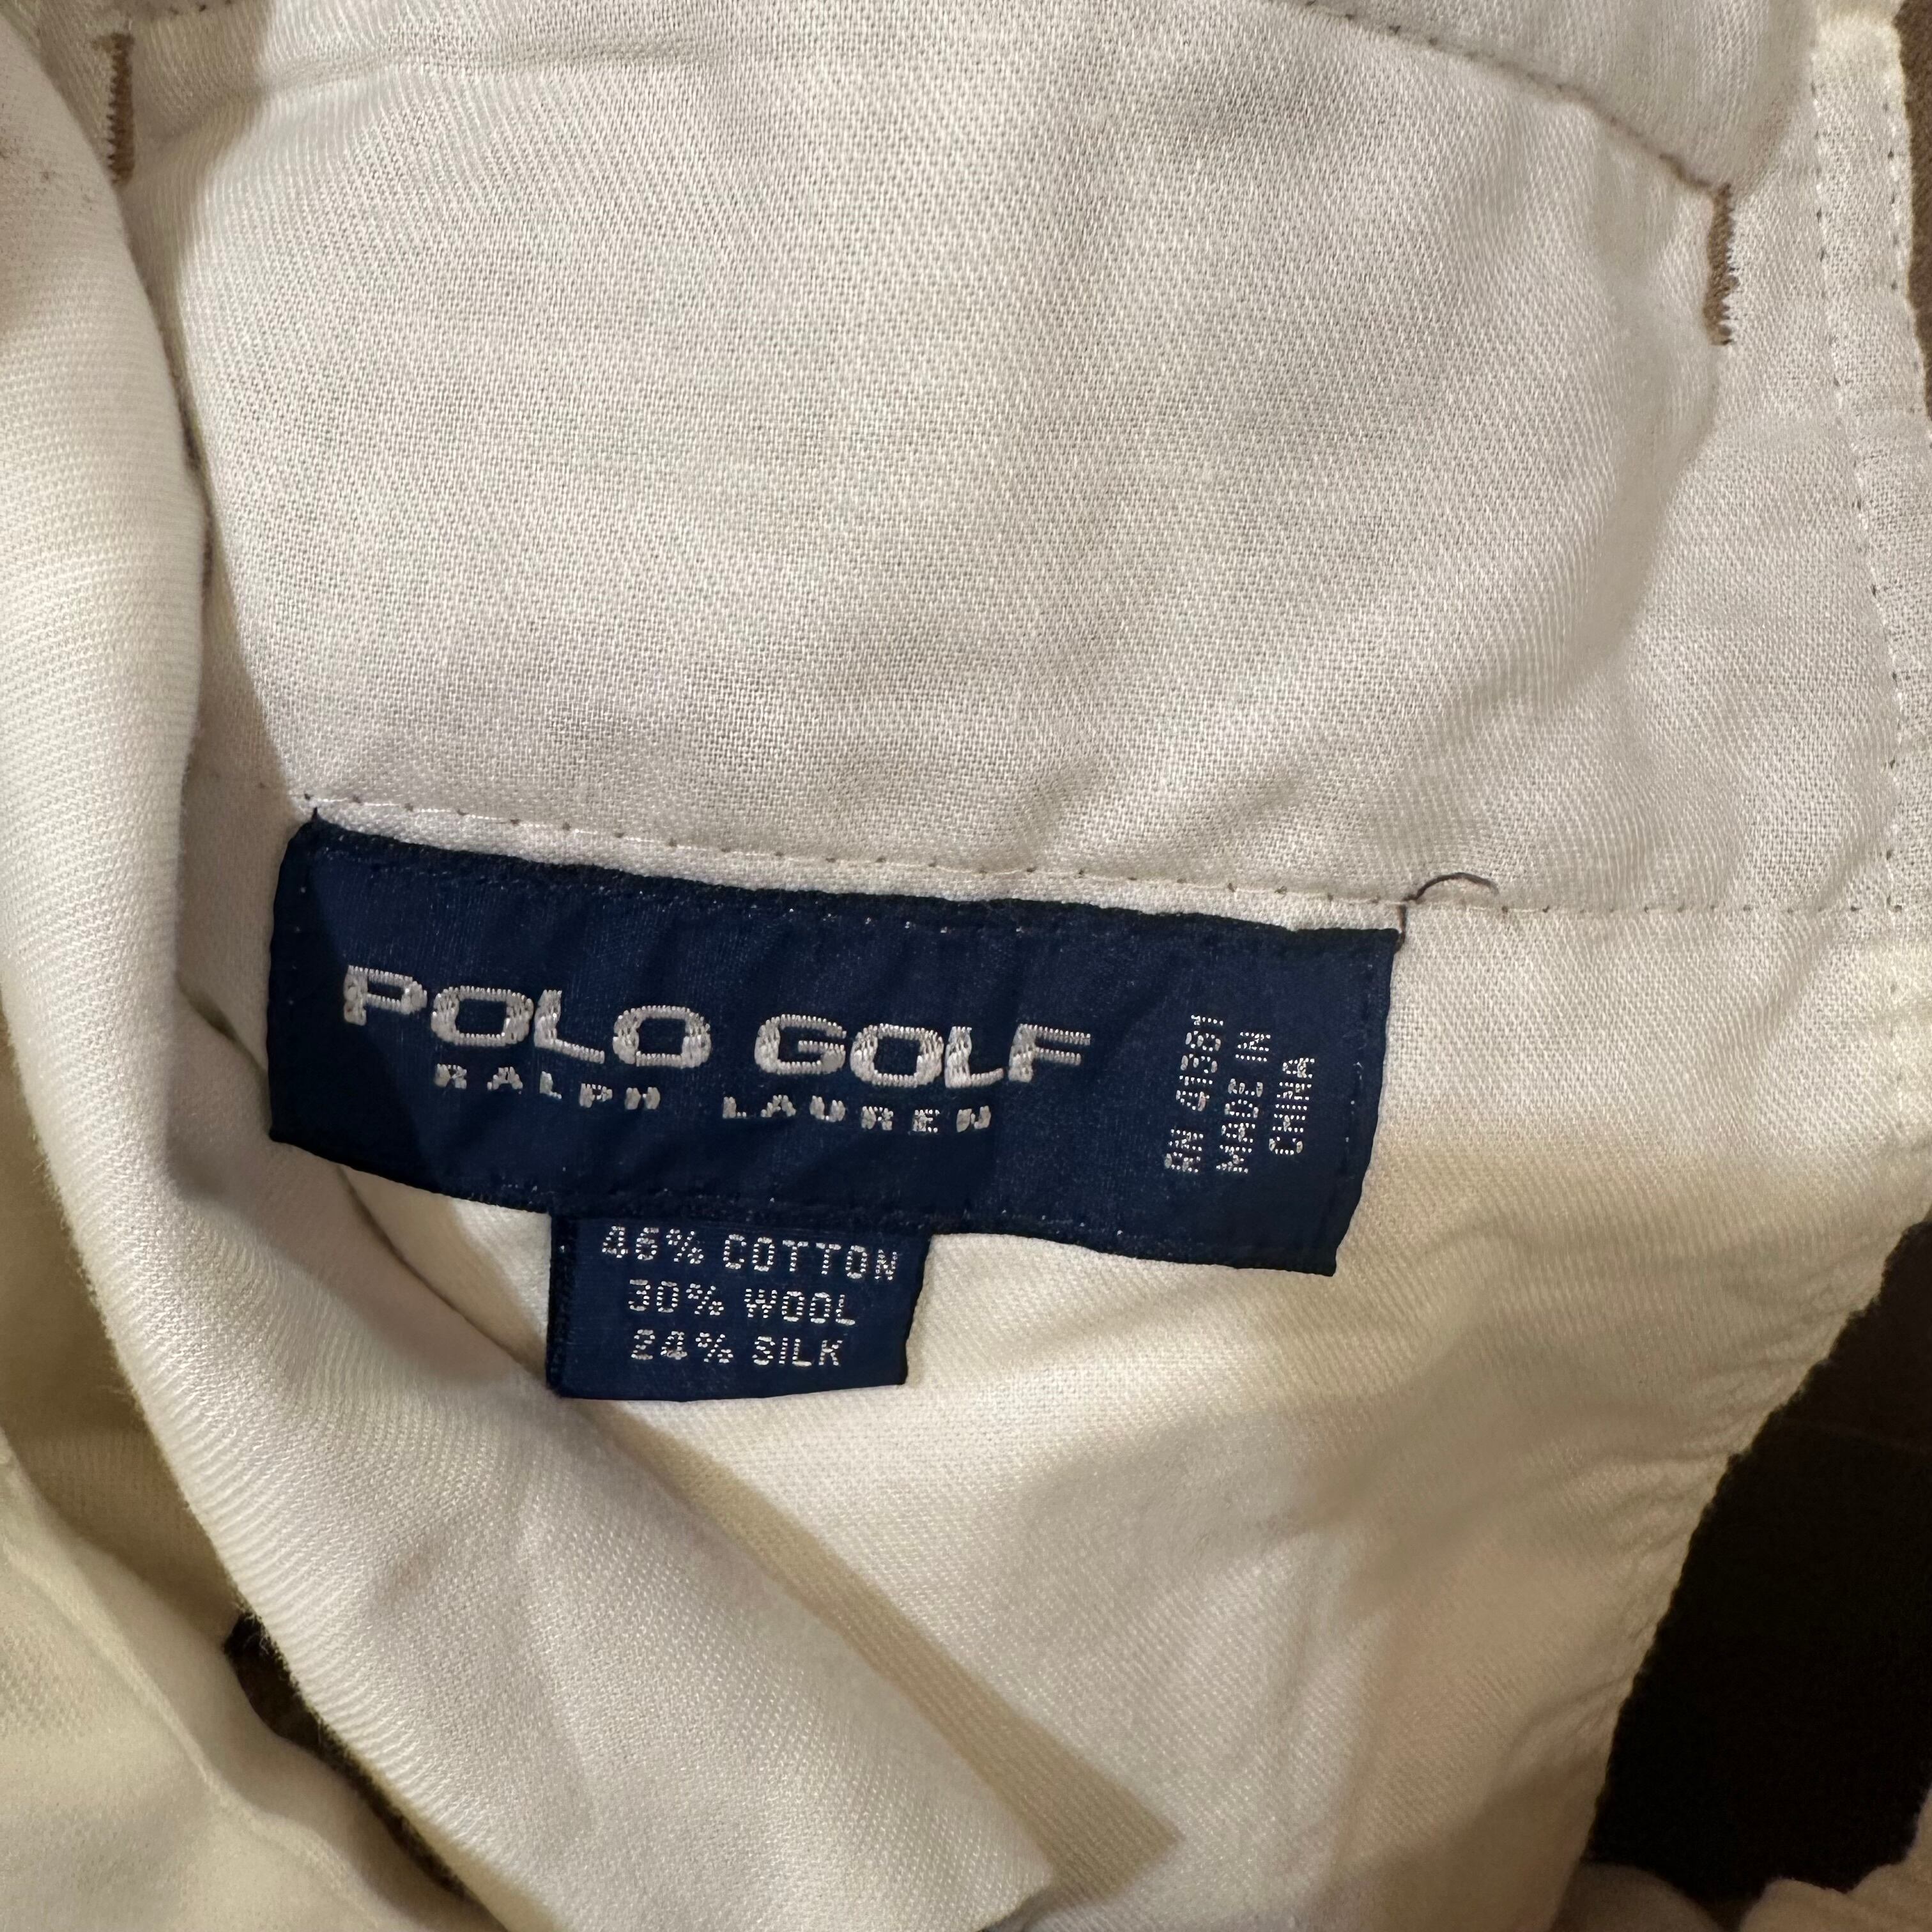 POLO GOLF
RALPH LAUREN
RN 41381
MADE IN
CHINA
46% COTTON
30% WOOL
24% SILK